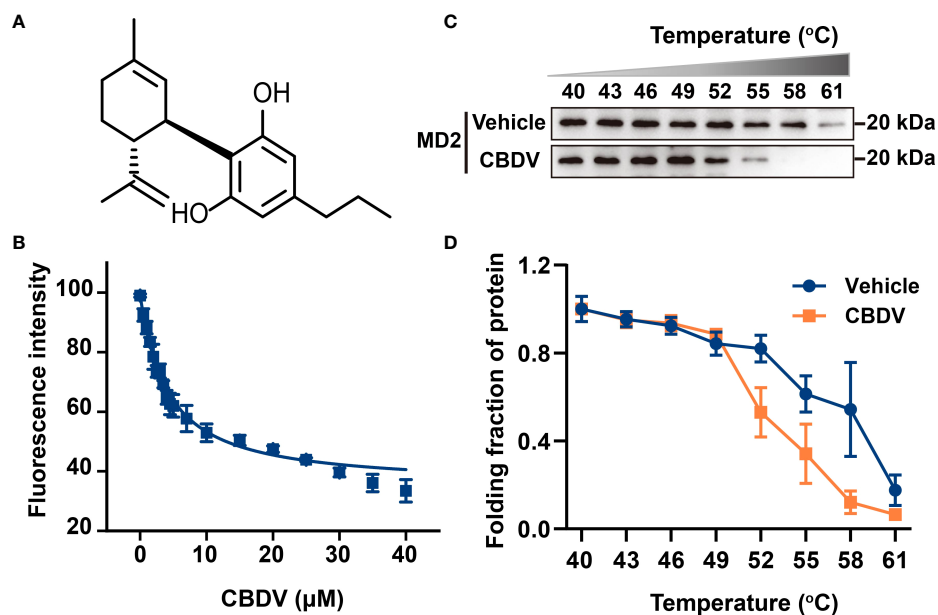 A
OH
HO
B
Fluorescence intensity
100
80
60
40
20
0 10 20 30 40
CBDV (µM)
C
Temperature (°C)
40 43 46 49 52 55 58 61
MD2
Vehicle
20 kDa
CBDV
20 kDa
D
Folding fraction of protein
1.2
0.8
0.4
0.0
Vehicle
CBDV
40 43 46 49 52 55 58 61
Temperature (°C)